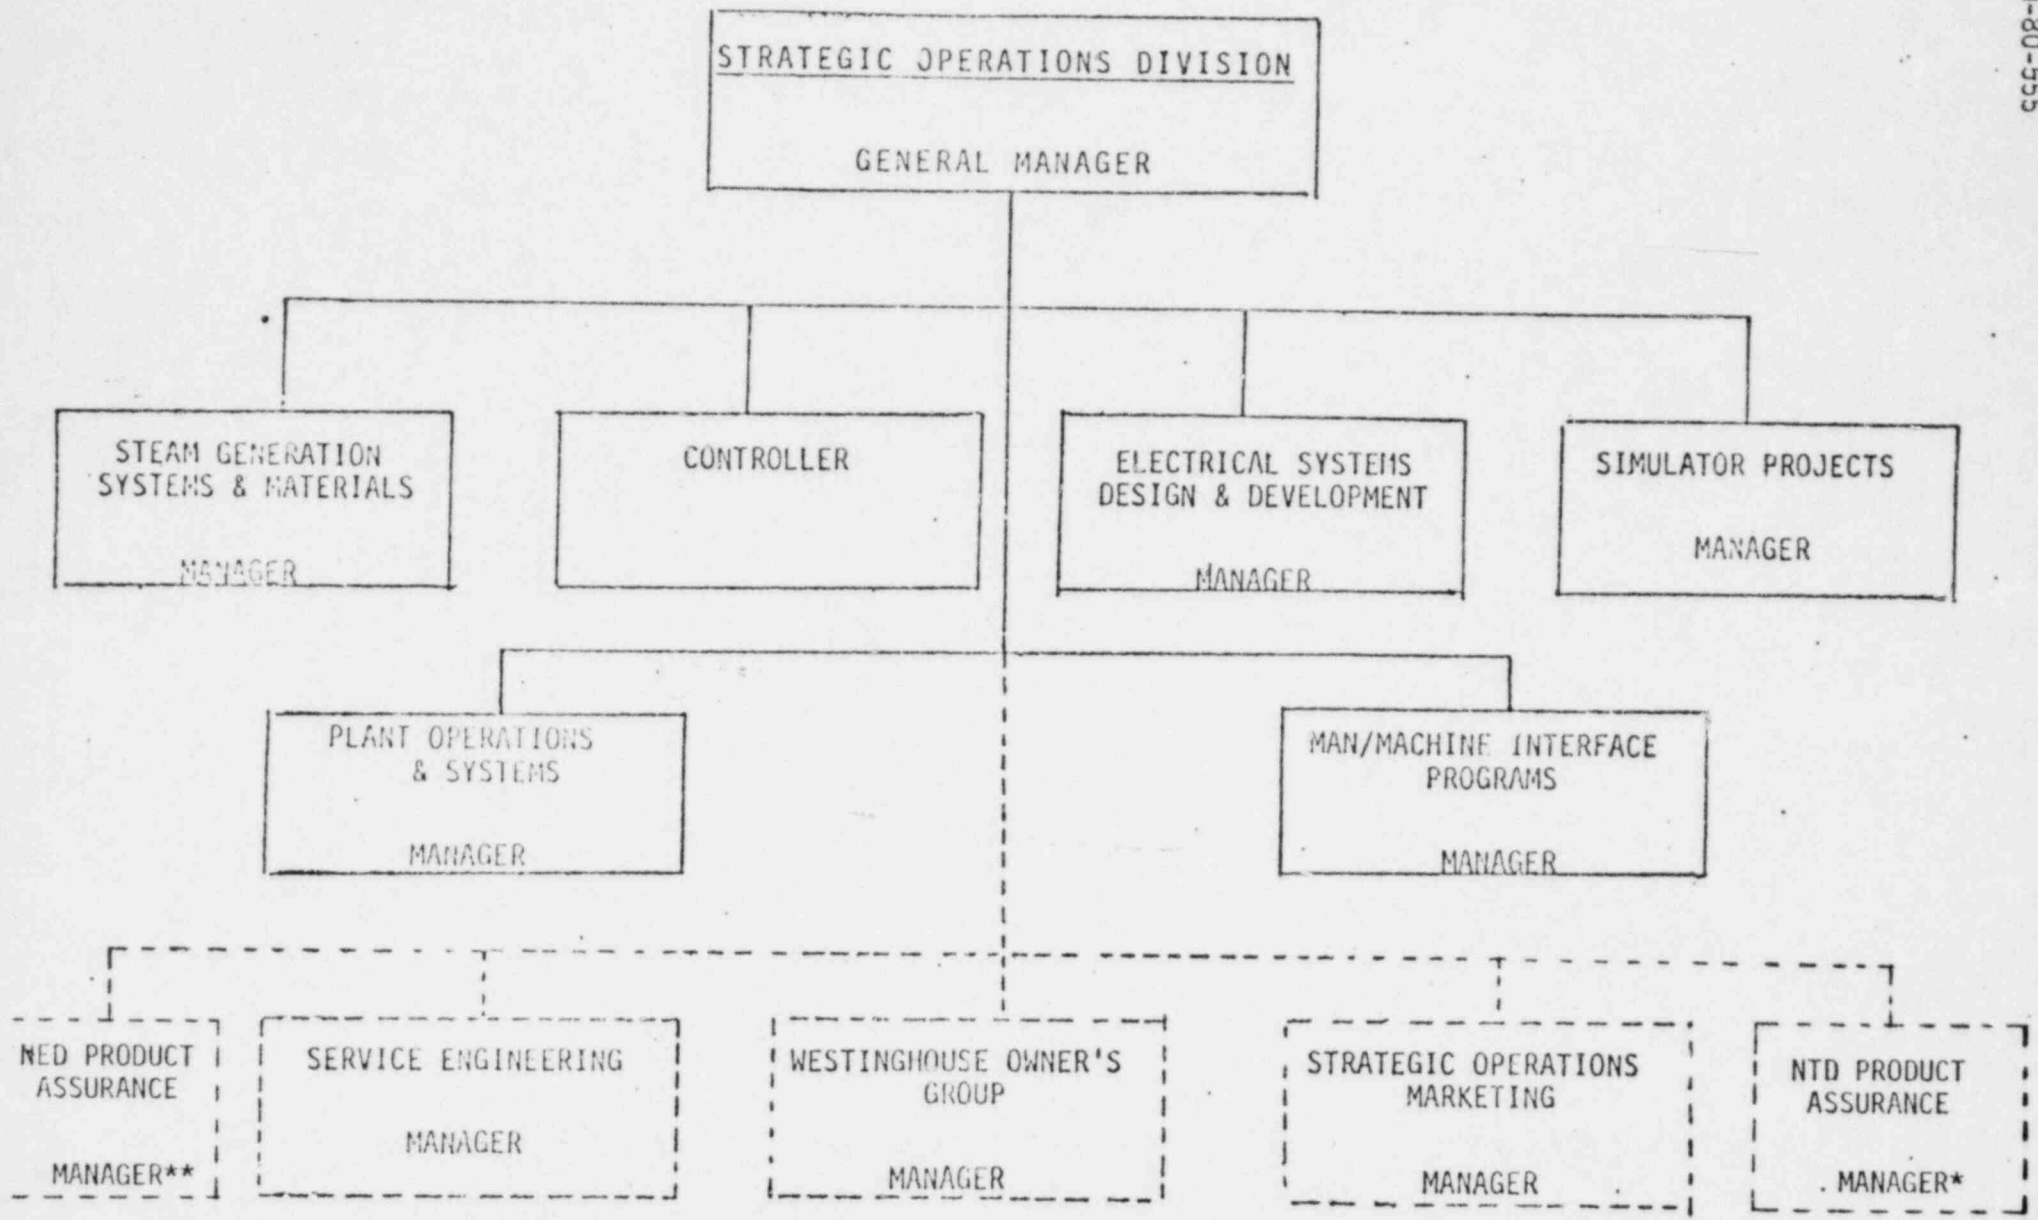 STRATEGIC OPERATIONS DIVISION
GENERAL MANAGER
STEAM GENERATION
SYSTEMS & MATERIALS
MANAGER
CONTROLLER
ELECTRICAL SYSTEMS
DESIGN & DEVELOPMENT
MANAGER
SIMULATOR PROJECTS
MANAGER
PLANT OPERATIONS
& SYSTEMS
MANAGER
MAN/MACHINE INTERFACE
PROGRAMS
MANAGER
NED PRODUCT
ASSURANCE
MANAGER**
SERVICE ENGINEERING
MANAGER
WESTINGHOUSE OWNER'S
GROUP
MANAGER
STRATEGIC OPERATIONS
MARKETING
MANAGER
NTD PRODUCT
ASSURANCE
MANAGER*
-80-555